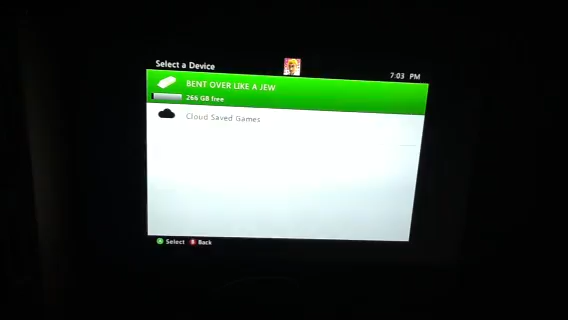 Select a Device
7:03 PM
BENT OVER LIKE A JEW
266 GB free
Cloud Saved Games
A Select B Back